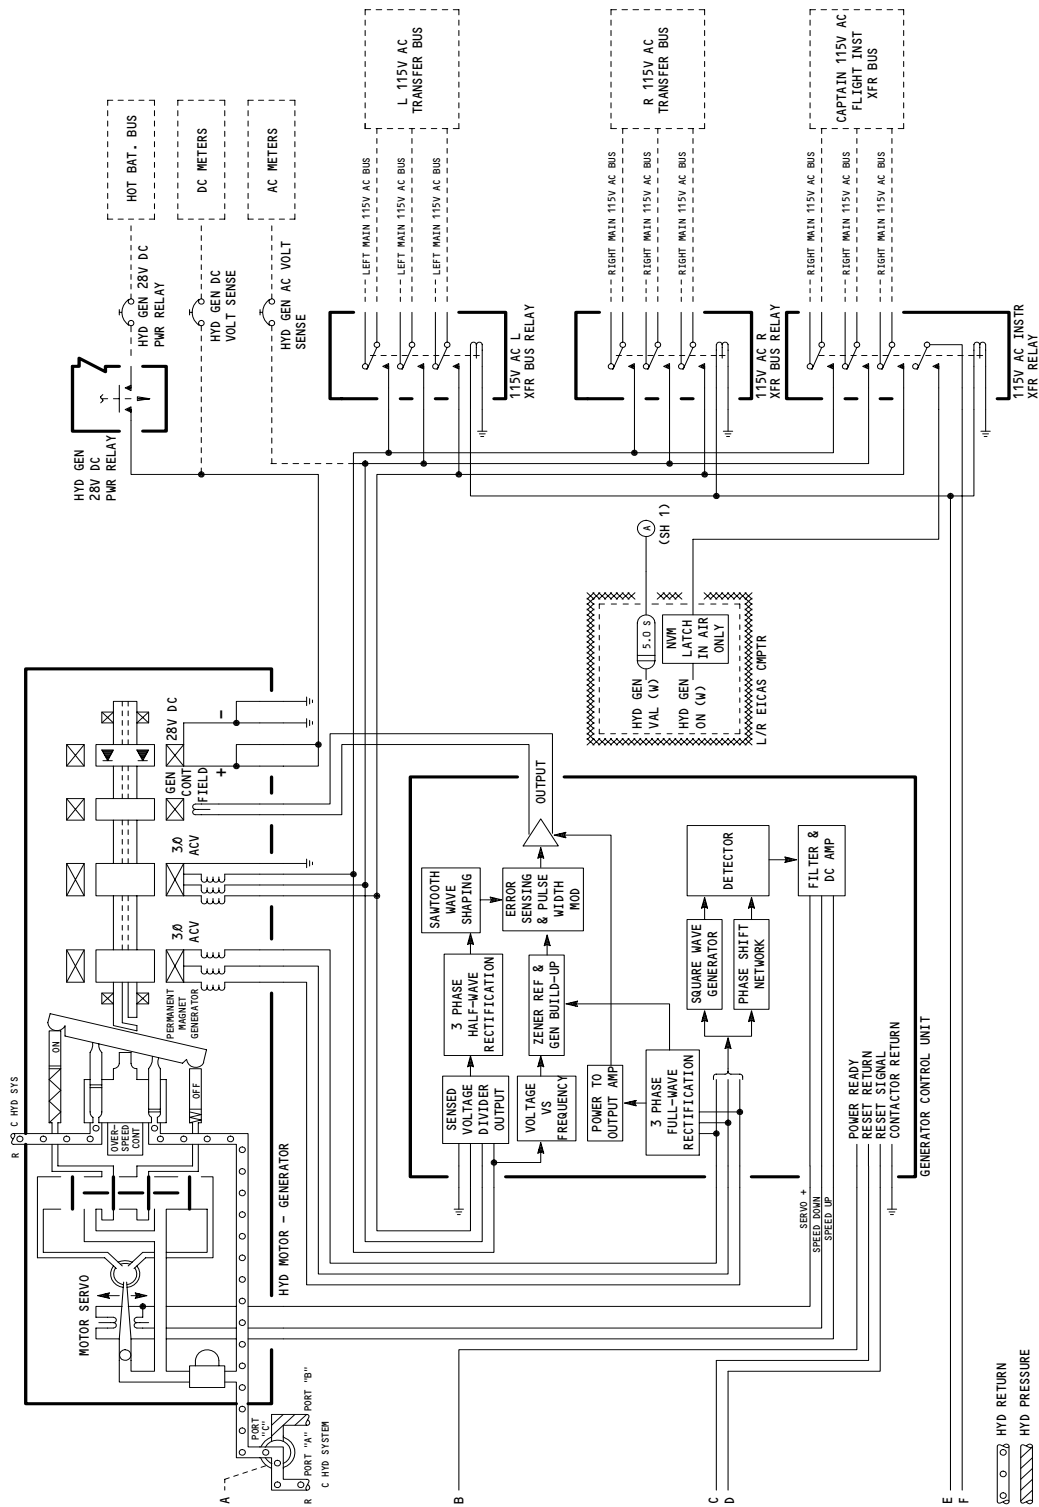 L 115V AC
TRANSFER BUS
R 115V AC
TRANSFER BUS
CAPTAIN 115V AC
FLIGHT INST
XFR BUS
HOT BAT. BUS
DC METERS
AC METERS
LEFT MAIN 115V AC BUS
LEFT MAIN 115V AC BUS
LEFT MAIN 115V AC BUS
RIGHT MAIN 115V AC BUS
RIGHT MAIN 115V AC BUS
RIGHT MAIN 115V AC BUS
RIGHT MAIN 115V AC BUS
RIGHT MAIN 115V AC BUS
RIGHT MAIN 115V AC BUS
HYD GEN 28V DC
PWR RELAY
HYD GEN DC
VOLT SENSE
HYD GEN AC VOLT
SENSE
115V AC L
XFR BUS RELAY
115V AC R
XFR BUS RELAY
115V AC INSTR
XFR RELAY
HYD GEN
28V DC
PWR RELAY
A
(SH 1)
5.0 S
NVM
LATCH
IN AIR
ONLY
HYD GEN
VAL (W)
HYD GEN
ON (W)
L/R EICAS CMPTR
28V DC
-
+
GEN
CONT
FIELD
3.0
ACV
3.0
ACV
PERMANENT
MAGNET
GENERATOR
ON
OFF
OVER-
SPEED
CONT
R
C HYD SYS
MOTOR SERVO
HYD MOTOR - GENERATOR
OUTPUT
SAWTOOTH
WAVE
SHAPING
ERROR
SENSING
& PULSE
WIDTH
MOD
3 PHASE
HALF-WAVE
RECTIFICATION
ZENER REF &
GEN BUILD-UP
SENSED
VOLTAGE
DIVIDER
OUTPUT
VOLTAGE
VS
FREQUENCY
POWER TO
OUTPUT AMP
3 PHASE
FULL-WAVE
RECTIFICATION
DETECTOR
FILTER &
DC AMP
SQUARE WAVE
GENERATOR
PHASE SHIFT
NETWORK
GENERATOR CONTROL UNIT
POWER READY
RESET RETURN
RESET SIGNAL
CONTACTOR RETURN
SERVO +
SPEED DOWN
SPEED UP
PORT
"C"
PORT "B"
PORT "A"
R
C HYD SYSTEM
A
B
C
D
E
F
HYD RETURN
HYD PRESSURE